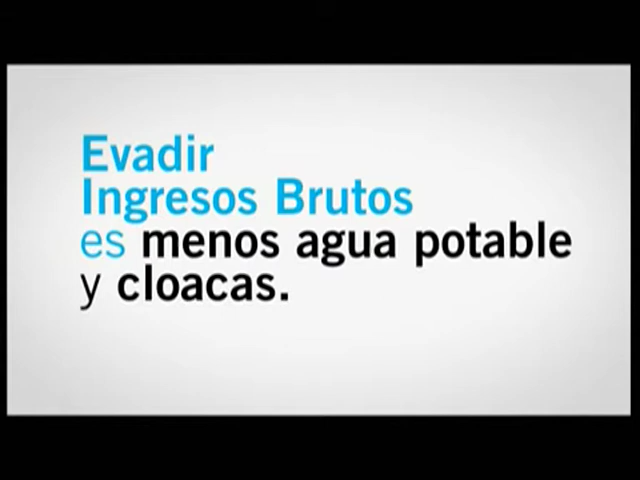 Evadir
Ingresos Brutos
es menos agua potable
y cloacas.